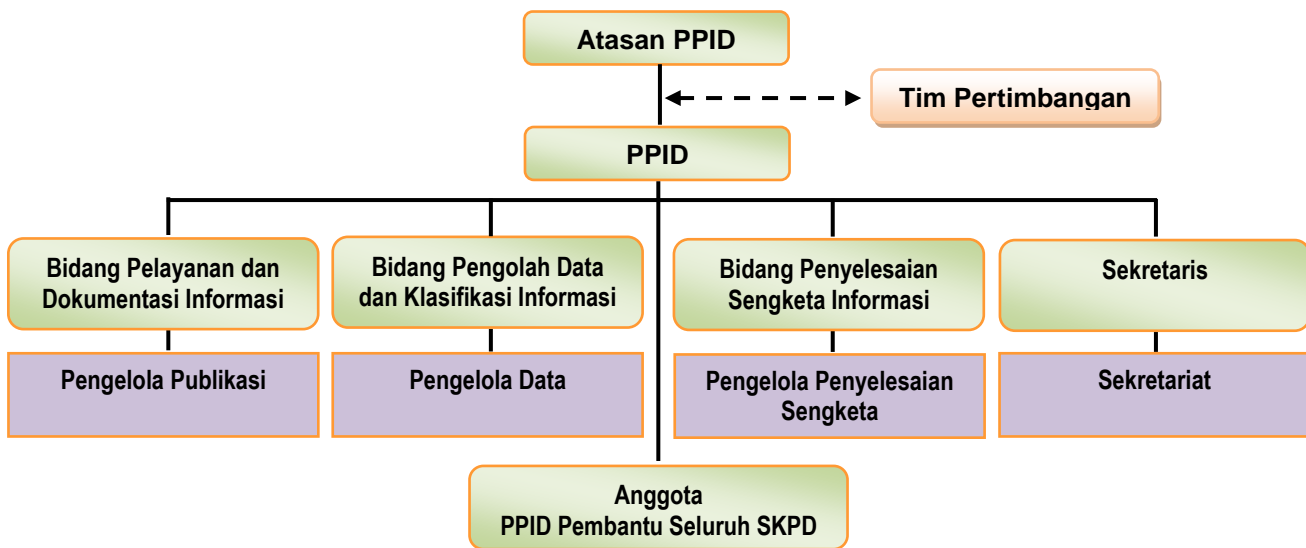 Atasan PPID
Tim Pertimbangan
PPID
Bidang Pelayanan dan
Dokumentasi Informasi
Bidang Pengolah Data
dan Klasifikasi Informasi
Bidang Penyelesaian
Sengketa Informasi
Sekretaris
Pengelola Publikasi
Pengelola Data
Pengelola Penyelesaian
Sengketa
Sekretariat
Anggota
PPID Pembantu Seluruh SKPD